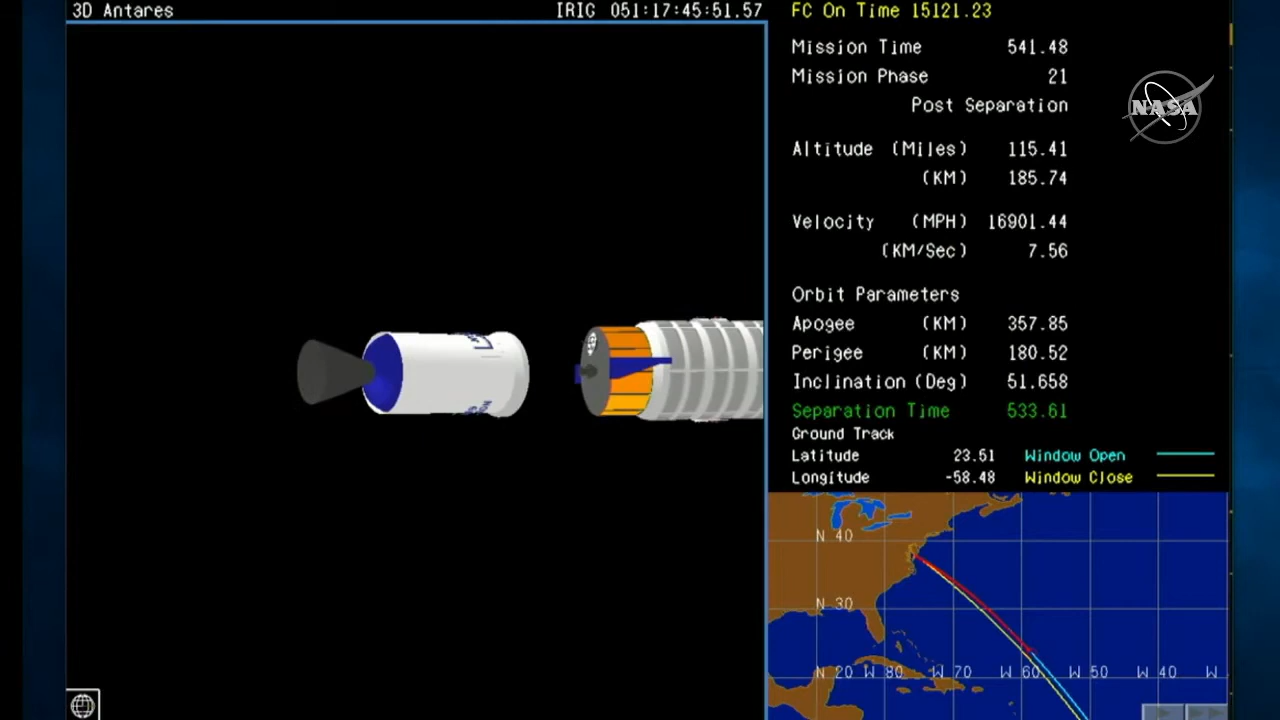 3D Antares
IRIG 051:17:45:51.57
FC On Time 15121.23
Mission Time 541.48
Mission Phase 21
Post Separation
NASA
Altitude (Miles) 115.41
(KM) 185.74
Velocity (MPH) 16901.44
(KM/Sec) 7.56
Orbit Parameters
Apogee (KM) 357.85
Perigee (KM) 180.52
Inclination (Deg) 51.658
Separation Time 533.61
Ground Track
Latitude 23.51 Window Open
Longitude -58.48 Window Close
N 40
N 30
N 20 W 80 W 70 W 60 W 50 W 40 W